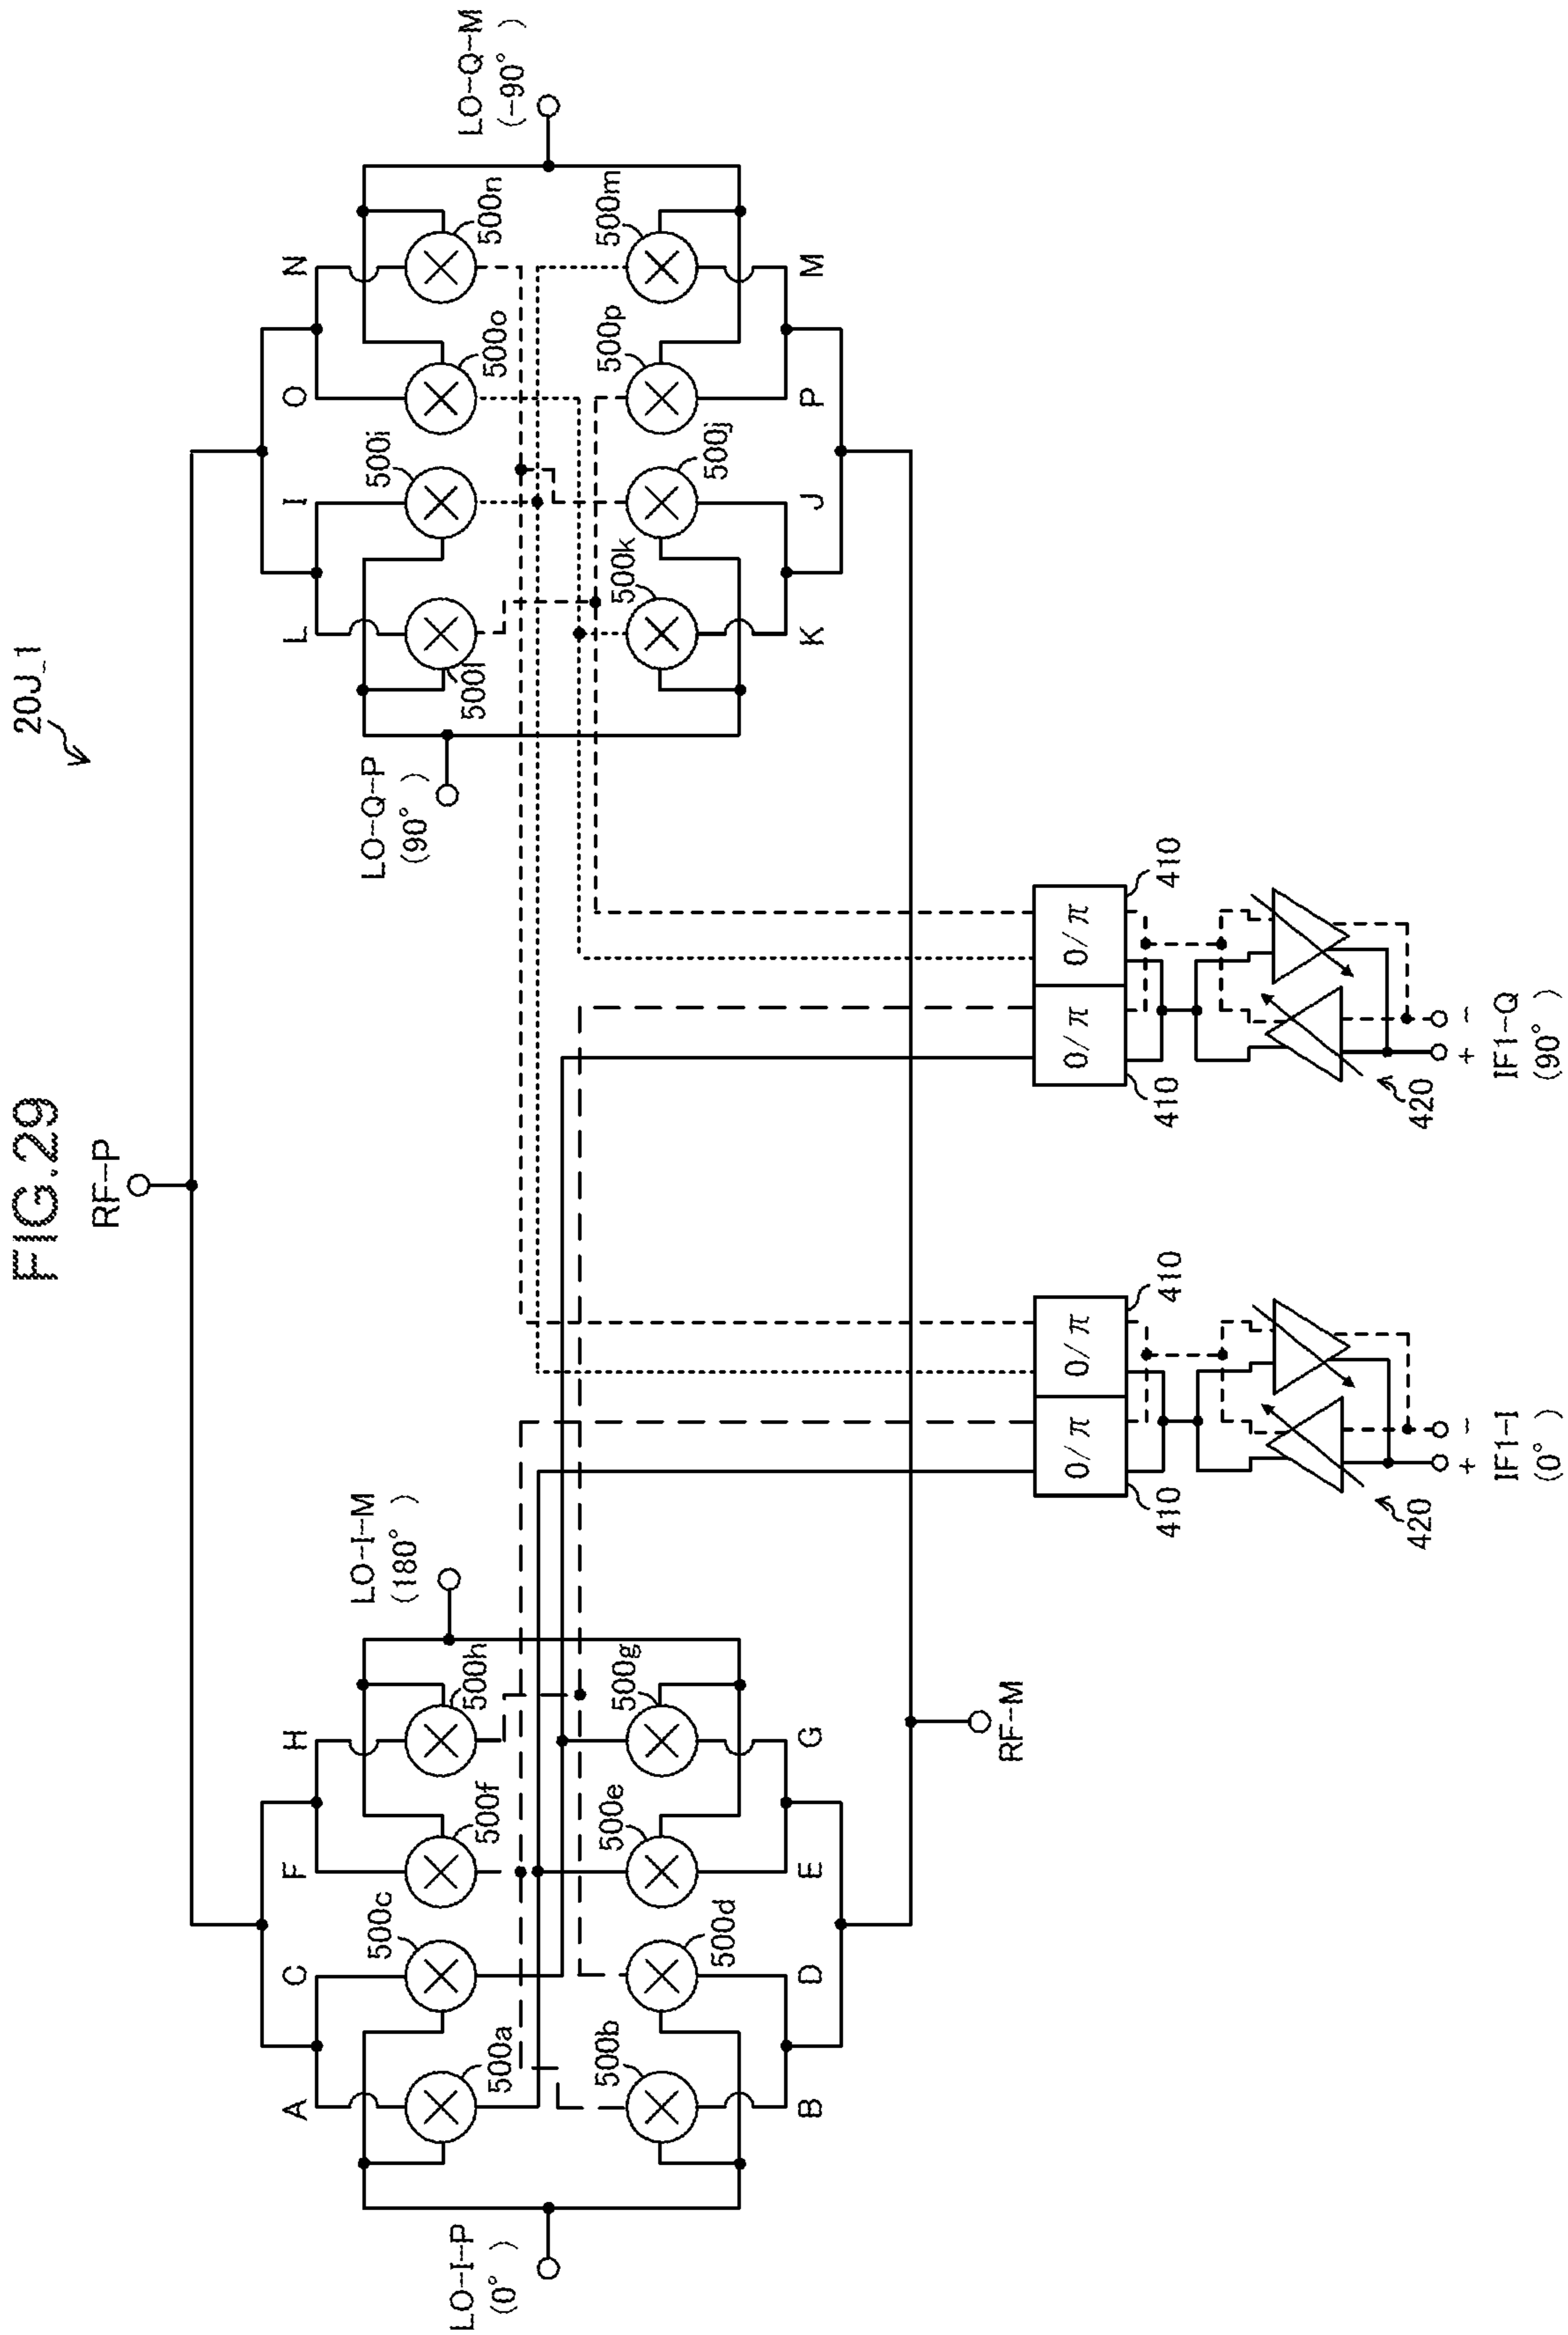 FIG.29
20J_1
RF-P
A
C
F
H
L
I
O
N
LO-I-P
(0°)
LO-I-M
(180°)
LO-Q-P
(90°)
LO-Q-M
(-90°)
500a
500c
500f
500h
500l
500i
500o
500n
500b
500d
500e
500g
500k
500j
500p
500m
B
D
E
G
K
J
P
M
RF-M
0/π
0/π
0/π
0/π
410
410
410
410
420
420
+
-
+
-
IF1-I
(0°)
IF1-Q
(90°)